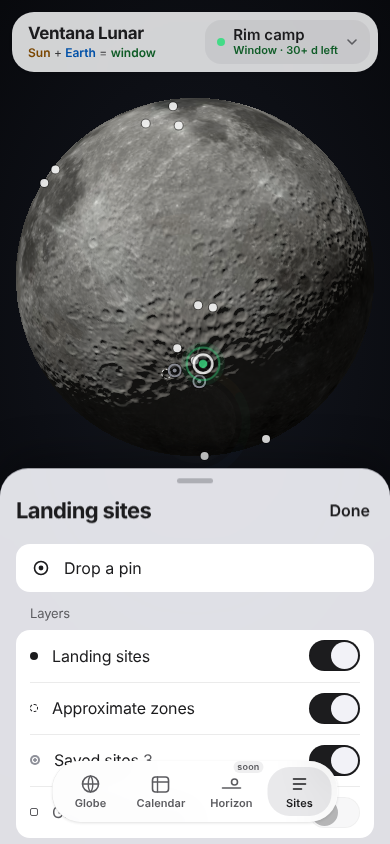 Ventana Lunar
Sun + Earth = window
Rim camp
Window · 30+ d left
Landing sites
Done
Drop a pin
Layers
Landing sites
Approximate zones
Saved sites 3
soon
Globe
Calendar
Horizon
Sites